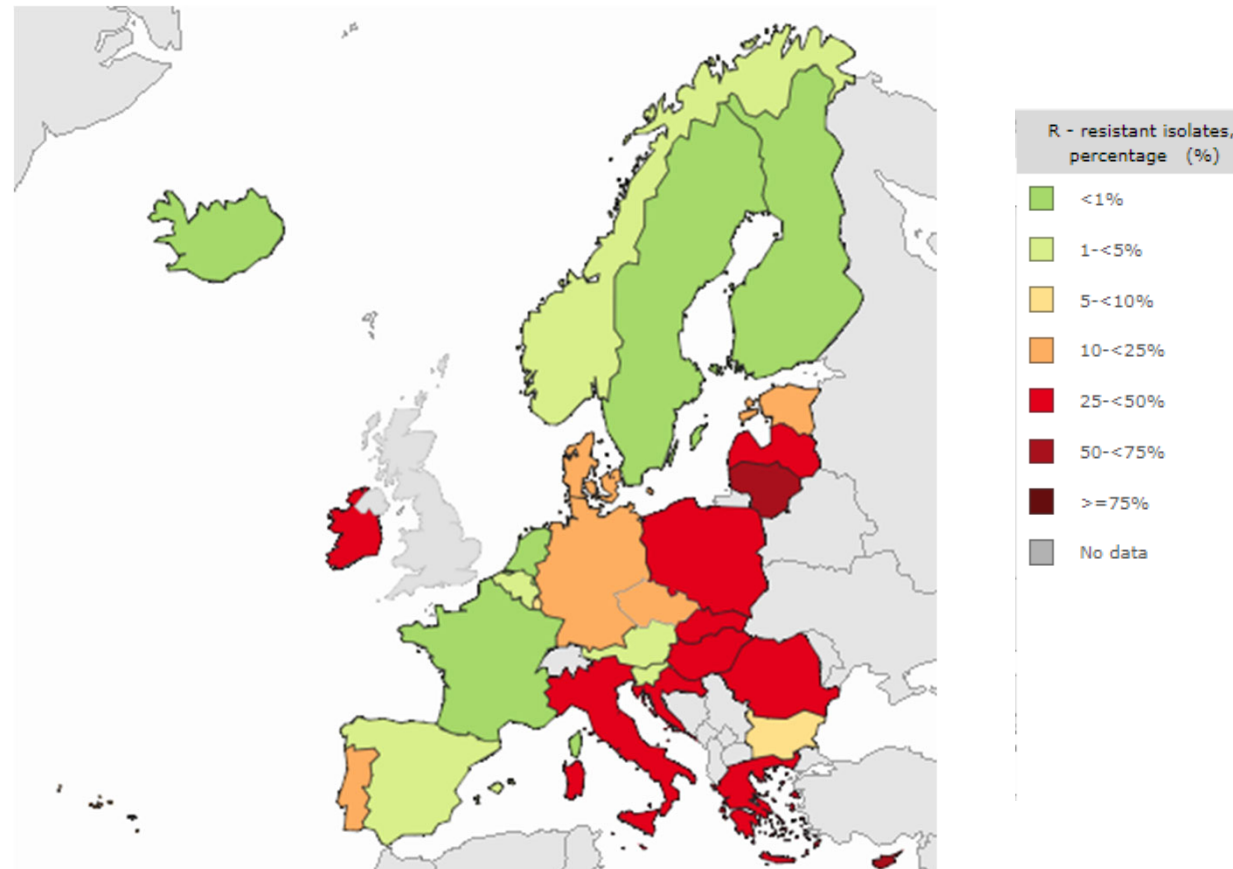 R - resistant isolates,
percentage (%)
<1%
1-<5%
5-<10%
10-<25%
25-<50%
50-<75%
>=75%
No data